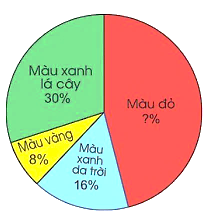 Màu xanh
lá cây
30%
Màu đỏ
?%
Màu vàng
8%
Màu
xanh
da trời
16%